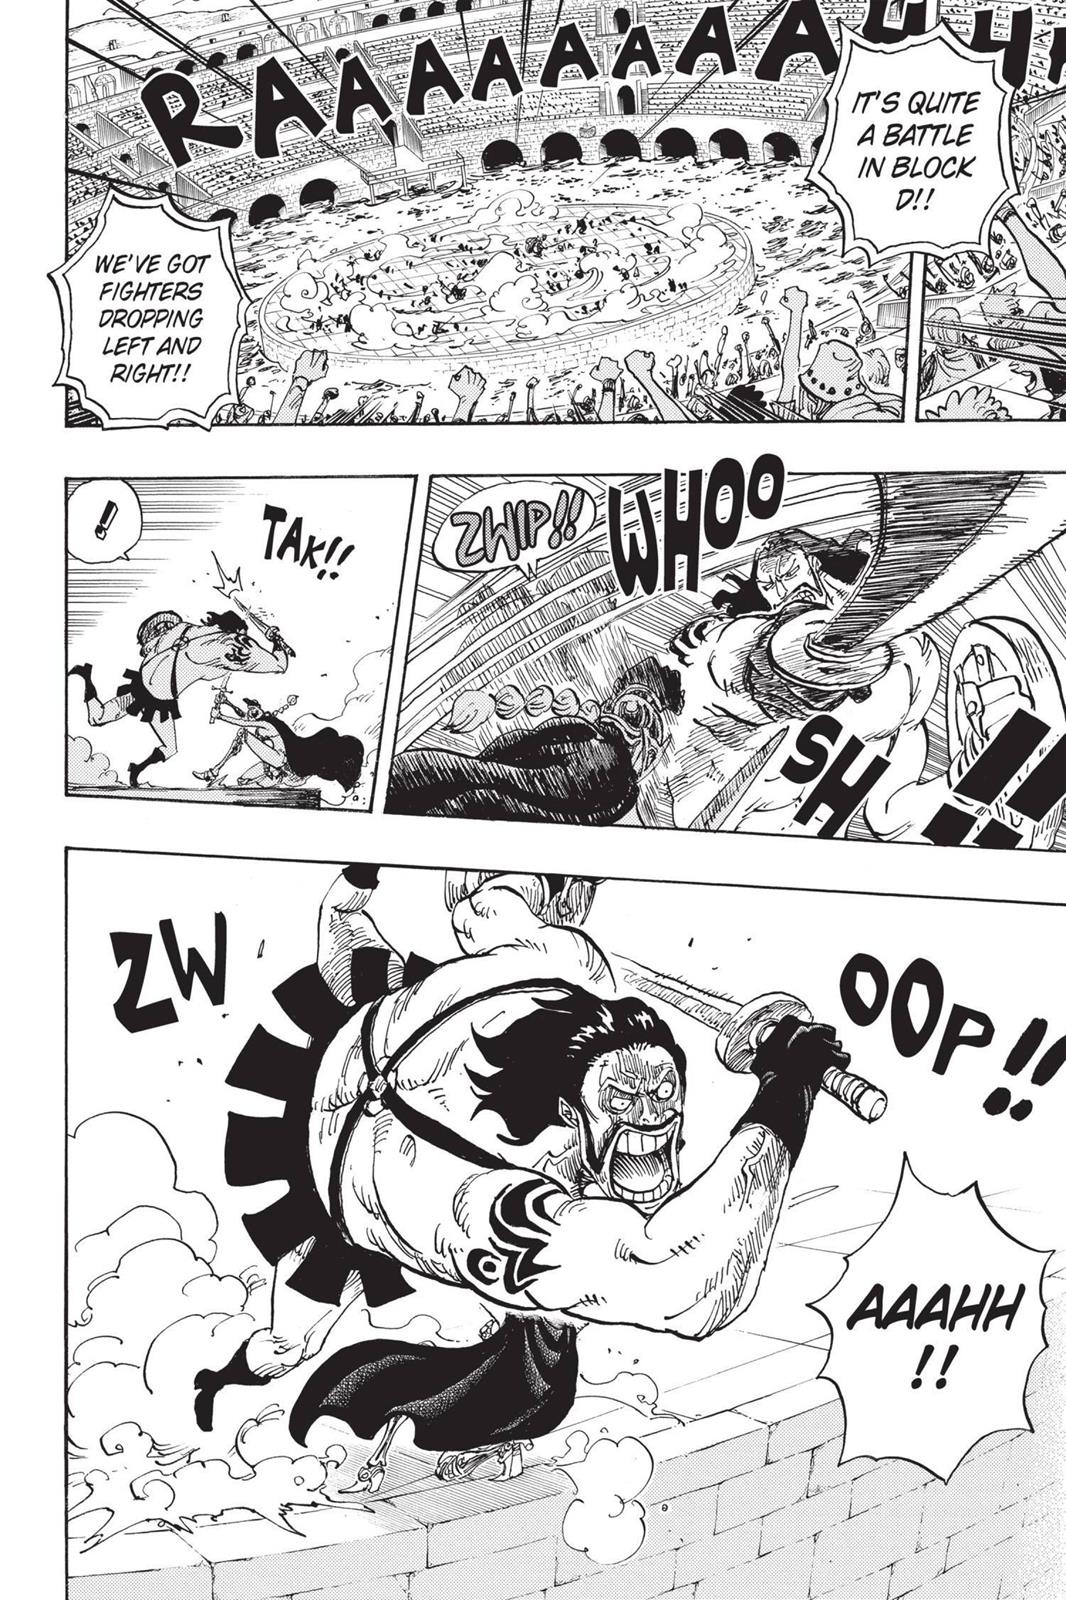 RAAAAAAAAAUGH
IT'S QUITE
A BATTLE
IN BLOCK
D!!
WE'VE GOT
FIGHTERS
DROPPING
LEFT AND
RIGHT!!
WHOO
ZWIP!!
SH
!!
TAK!!
!
ZW
OOP!!
AAAHH
!!